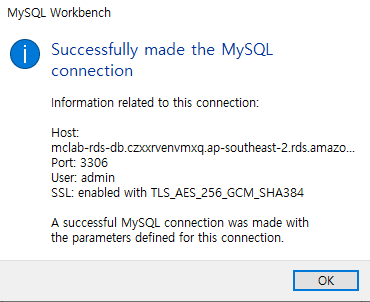 MySQL Workbench
Successfully made the MySQL
connection
Information related to this connection:
Host:
mclab-rds-db.czxxrvenvmxq.ap-southeast-2.rds.amazo...
Port: 3306
User: admin
SSL: enabled with TLS_AES_256_GCM_SHA384
A successful MySQL connection was made with
the parameters defined for this connection.
OK